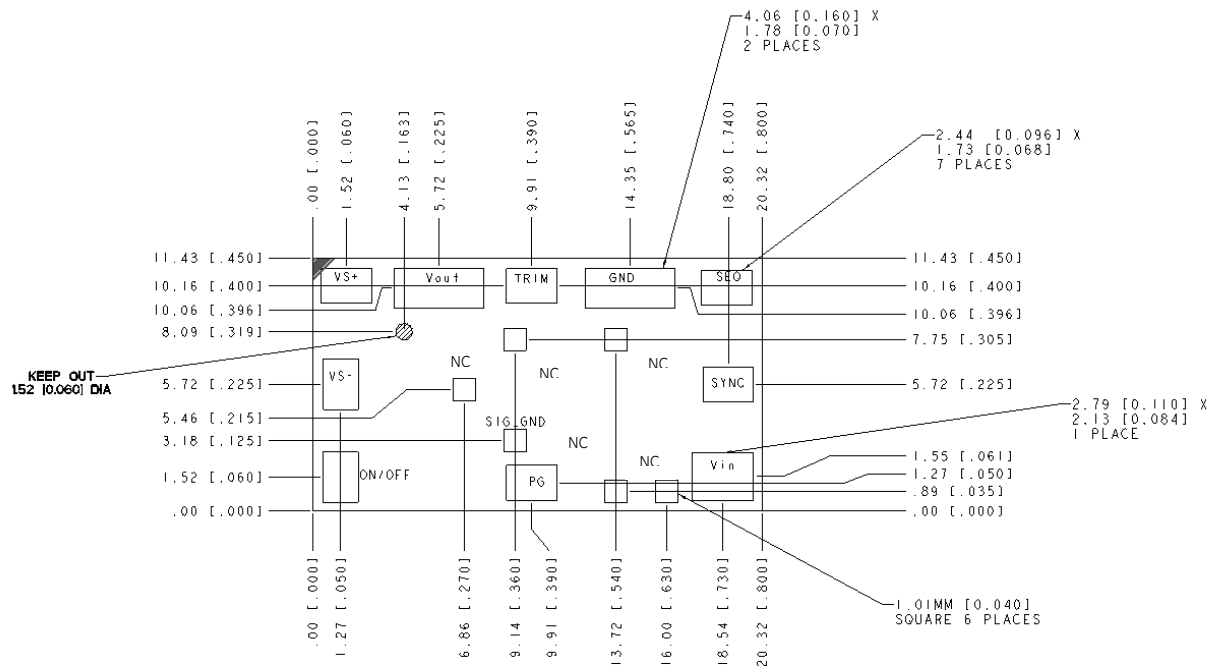 4.06 [0.160] X
1.78 [0.070]
2 PLACES
2.44 [0.096] X
1.73 [0.068]
7 PLACES
.00 [.000]
1.52 [.060]
4.13 [.163]
5.72 [.225]
9.91 [.390]
14.35 [.565]
18.80 [.740]
20.32 [.800]
11.43 [.450]
11.43 [.450]
VS+
Vout
TRIM
GND
SEQ
10.16 [.400]
10.16 [.400]
10.06 [.396]
10.06 [.396]
8.09 [.319]
7.75 [.305]
KEEP OUT
1.52 [0.060] DIA
NC
NC
NC
5.72 [.225]
VS-
SYNC
5.72 [.225]
5.46 [.215]
2.79 [0.110] X
2.13 [0.084]
1 PLACE
SIG_GND
3.18 [.125]
NC
NC
Vin
1.55 [.061]
1.52 [.060]
ON/OFF
PG
1.27 [.050]
.89 [.035]
.00 [.000]
.00 [.000]
.00 [.000]
1.27 [.050]
6.86 [.270]
9.14 [.360]
9.91 [.390]
13.72 [.540]
16.00 [.630]
18.54 [.730]
20.32 [.800]
1.01MM [0.040]
SQUARE 6 PLACES